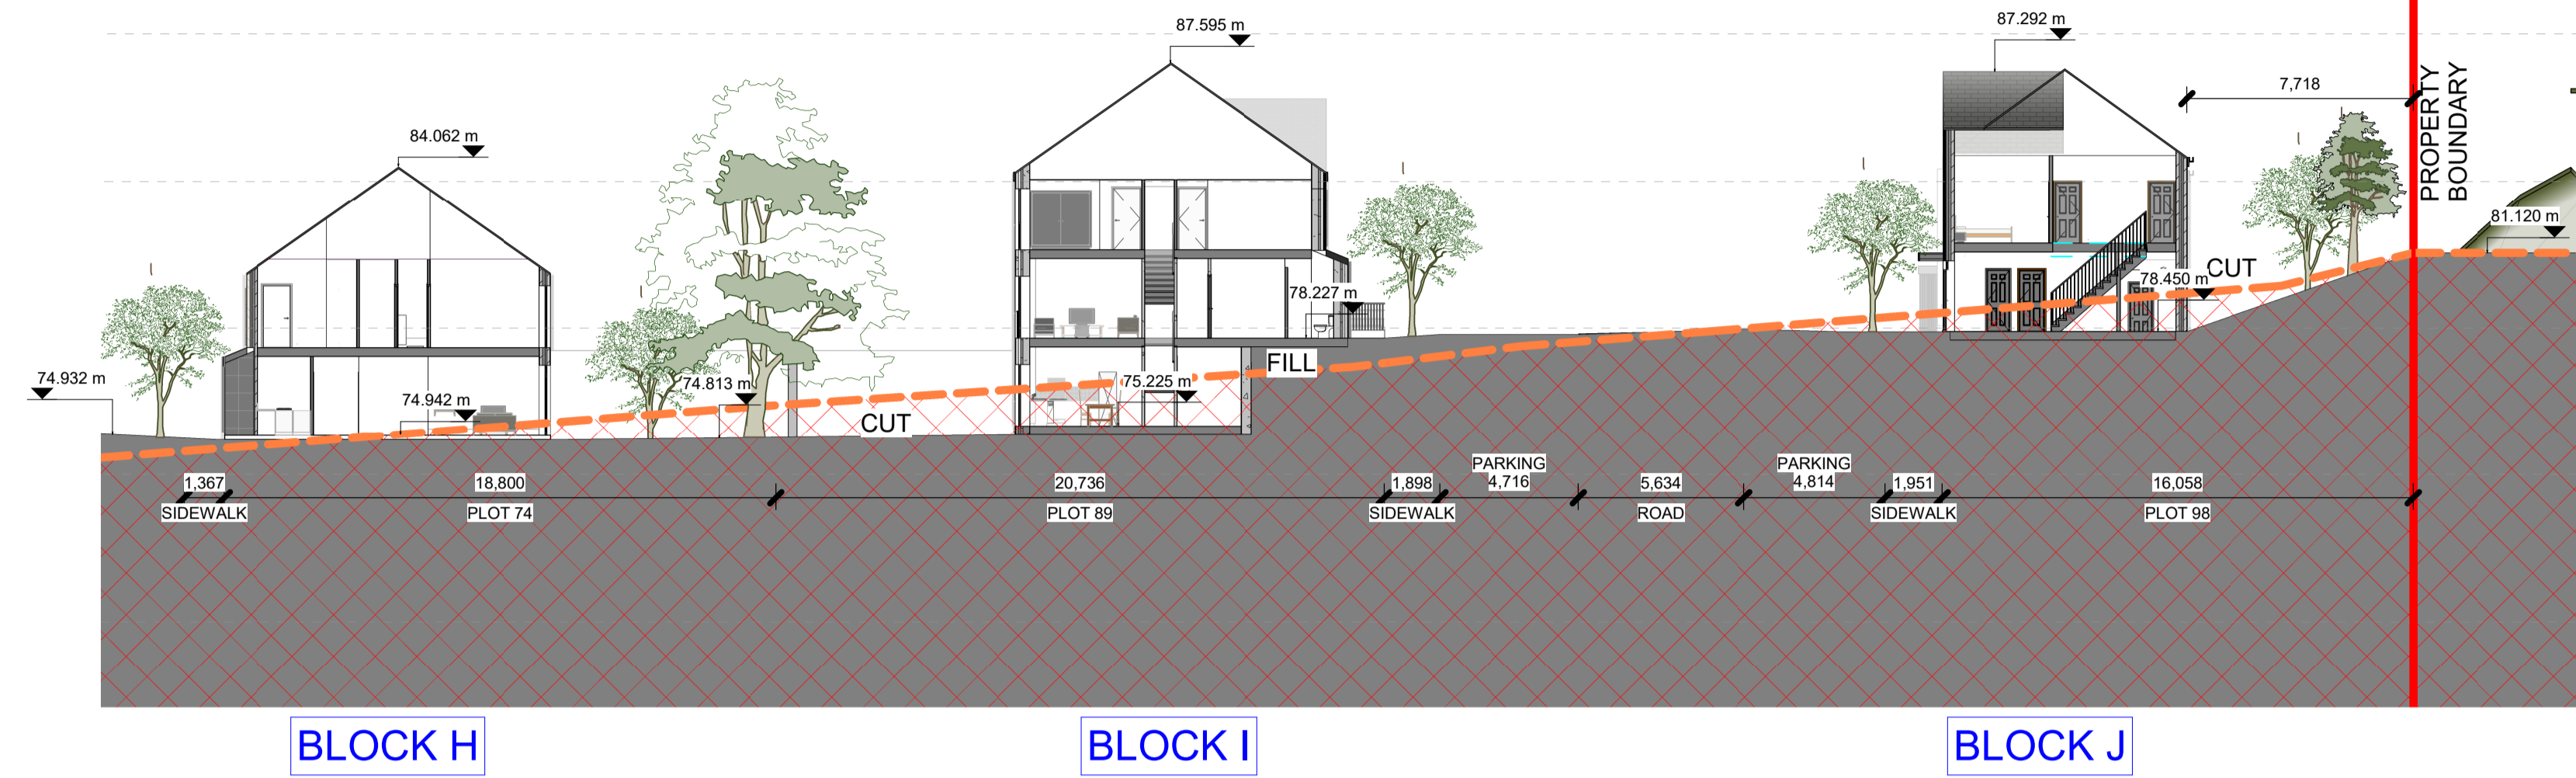 87.595 m
87.292 m
7,718
PROPERTY
BOUNDARY
84.062 m
81.120 m
78.450 m
CUT
78.227 m
FILL
74.932 m
74.942 m
74.813 m
75.225 m
CUT
1,367
SIDEWALK
18,800
PLOT 74
20,736
PLOT 89
1,898
SIDEWALK
PARKING
4,716
5,634
ROAD
PARKING
4,814
1,951
SIDEWALK
16,058
PLOT 98
BLOCK H
BLOCK I
BLOCK J